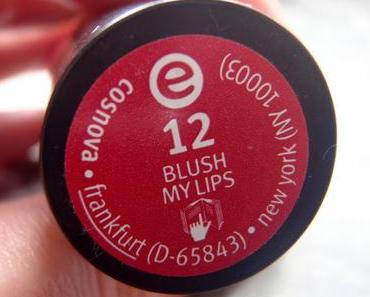 e
12
BLUSH
MY LIPS
cosnova • frankfurt (D-65843) • new york (NY 10003)